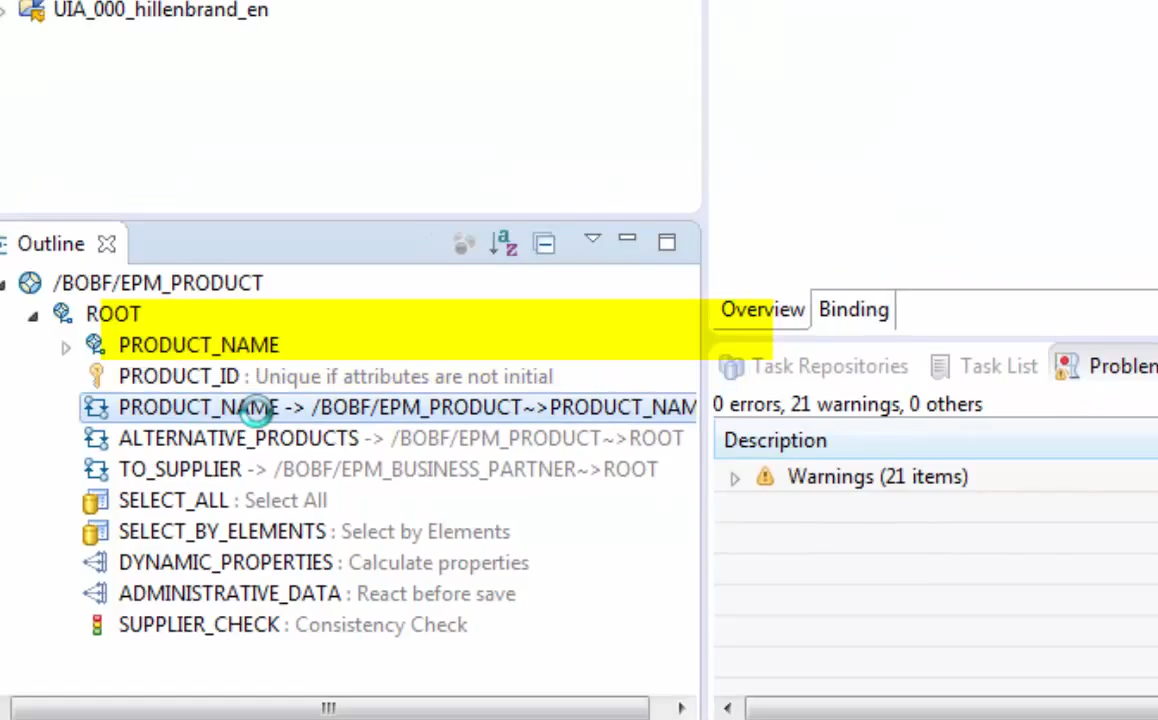 UIA_000_hillenbrand_en
Outline
/BOBF/EPM_PRODUCT
ROOT
PRODUCT_NAME
PRODUCT_ID : Unique if attributes are not initial
PRODUCT_NAME -> /BOBF/EPM_PRODUCT~>PRODUCT_NAM
ALTERNATIVE_PRODUCTS -> /BOBF/EPM_PRODUCT~>ROOT
TO_SUPPLIER -> /BOBF/EPM_BUSINESS_PARTNER~>ROOT
SELECT_ALL : Select All
SELECT_BY_ELEMENTS : Select by Elements
DYNAMIC_PROPERTIES : Calculate properties
ADMINISTRATIVE_DATA : React before save
SUPPLIER_CHECK : Consistency Check
Overview Binding
Task Repositories Task List Problem
0 errors, 21 warnings, 0 others
Description
Warnings (21 items)